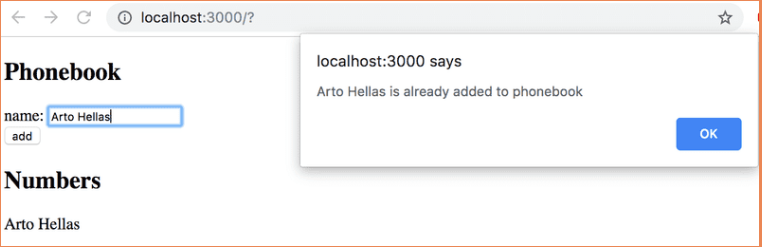 localhost:3000/?
localhost:3000 says
Arto Hellas is already added to phonebook
OK
Phonebook
name: Arto Hellas
add
Numbers
Arto Hellas